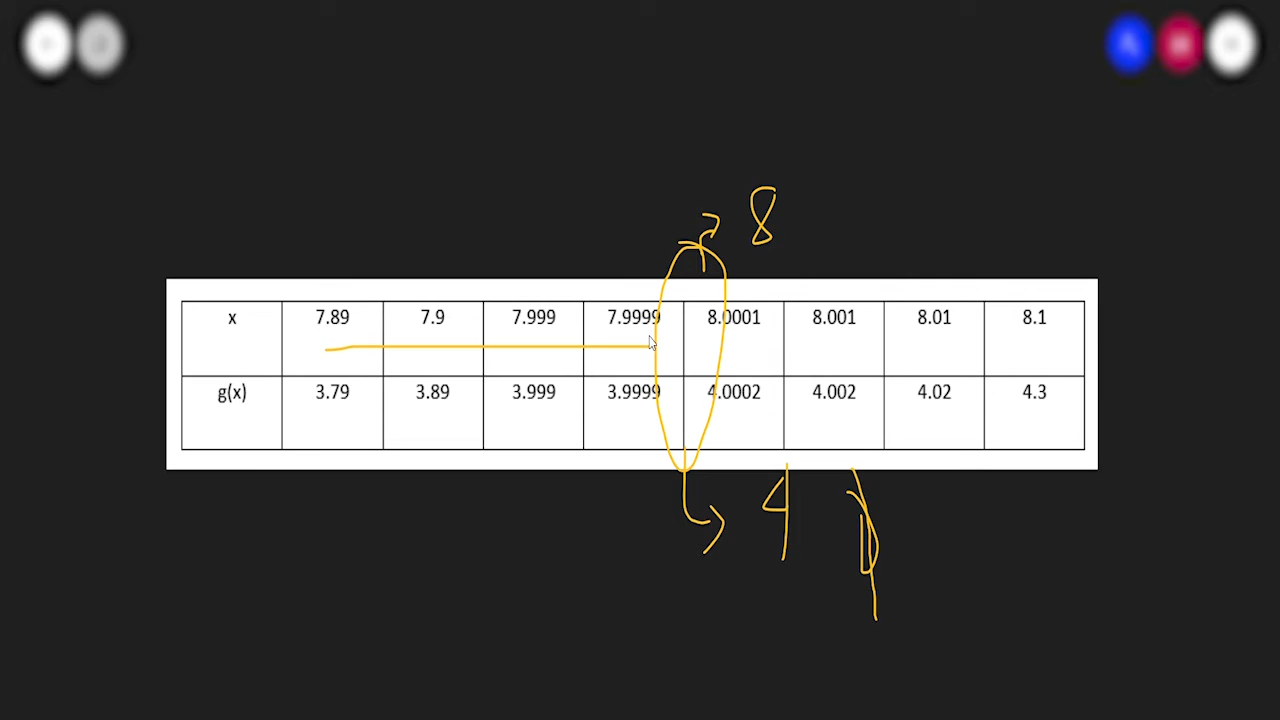 8
x 7.89 7.9 7.999 7.9999 8.0001 8.001 8.01 8.1
g(x) 3.79 3.89 3.999 3.9999 4.0002 4.002 4.02 4.3
4